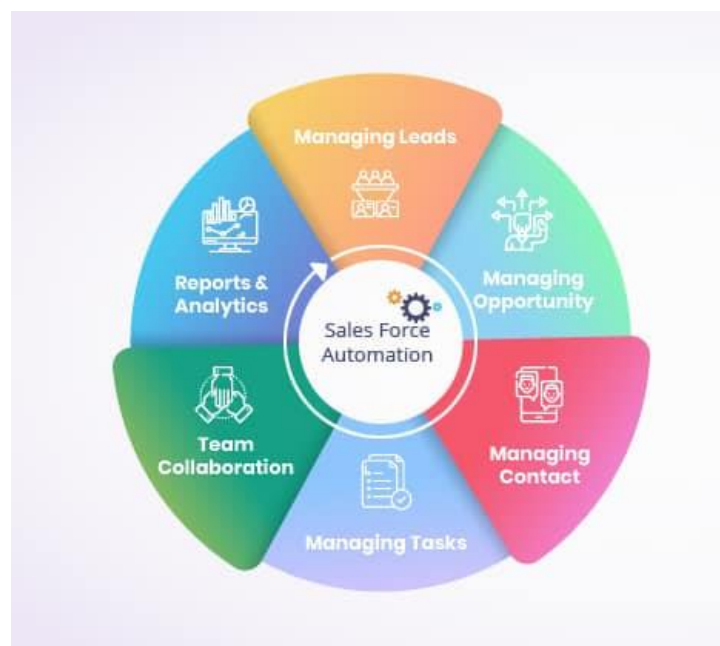 Managing Leads
Managing
Opportunity
Managing
Contact
Managing Tasks
Team
Collaboration
Reports &
Analytics
Sales Force
Automation